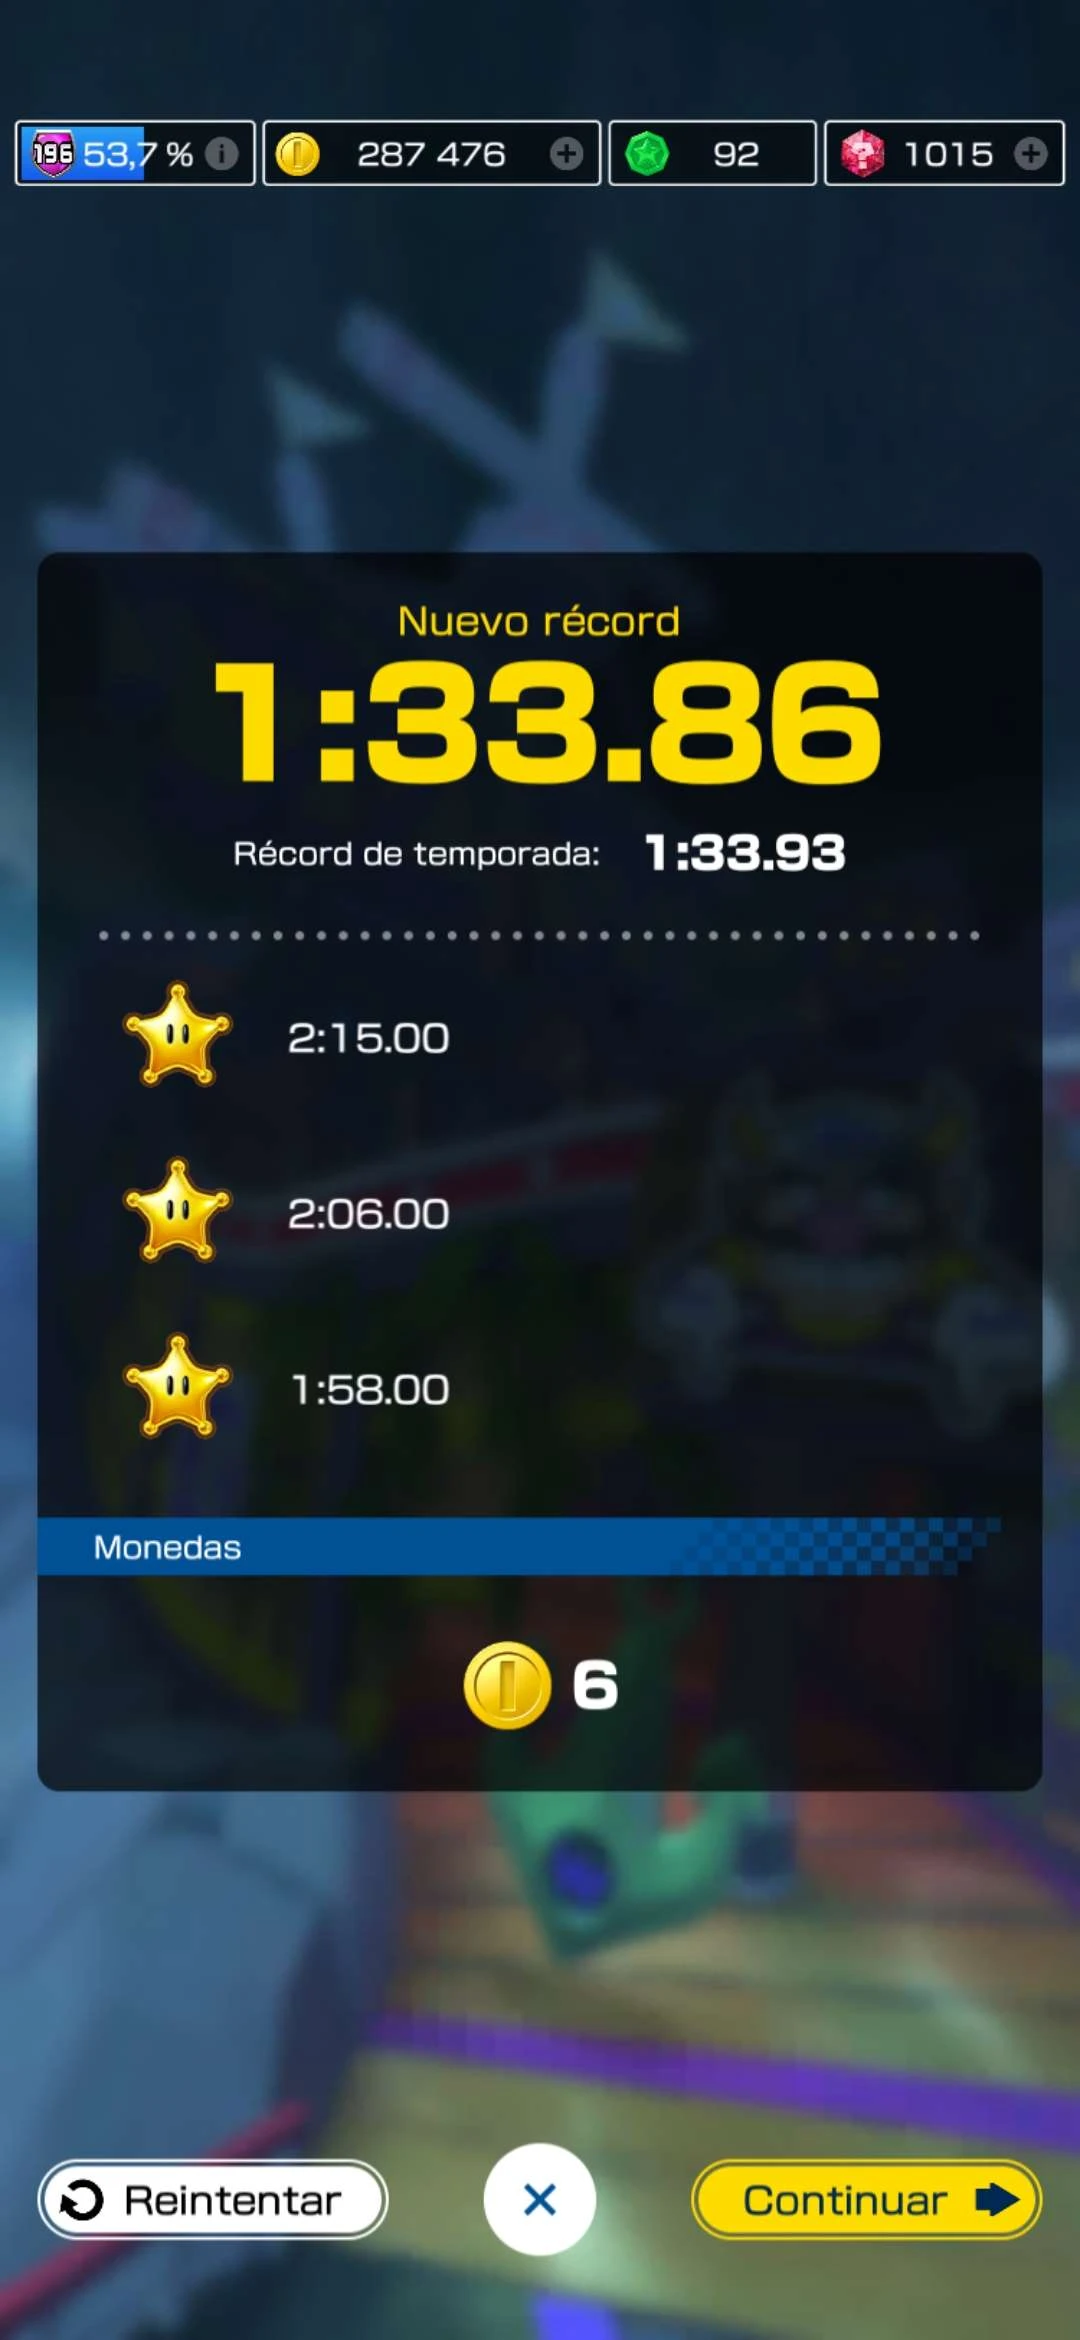 196 53,7 % 287 476 92 1015
Nuevo récord
1:33.86
Récord de temporada: 1:33.93
2:15.00
2:06.00
1:58.00
Monedas
6
Reintentar Continuar